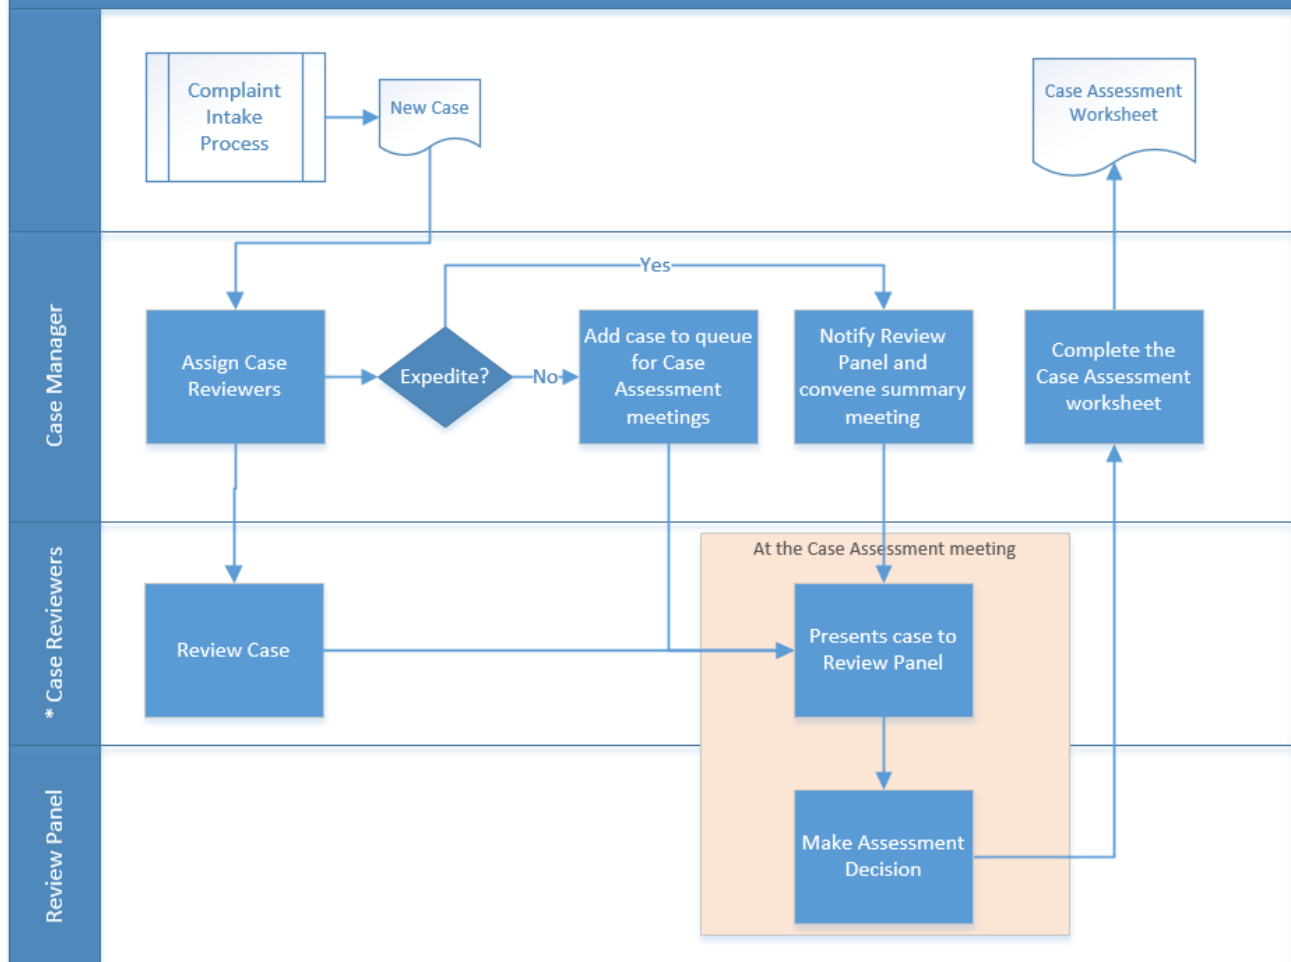 Complaint
Intake
Process
New Case
Case Assessment
Worksheet
Case Manager
Yes
Assign Case
Reviewers
Expedite?
No
Add case to queue
for Case
Assessment
meetings
Notify Review
Panel and
convene summary
meeting
Complete the
Case Assessment
worksheet
* Case Reviewers
At the Case Assessment meeting
Review Case
Presents case to
Review Panel
Review Panel
Make Assessment
Decision